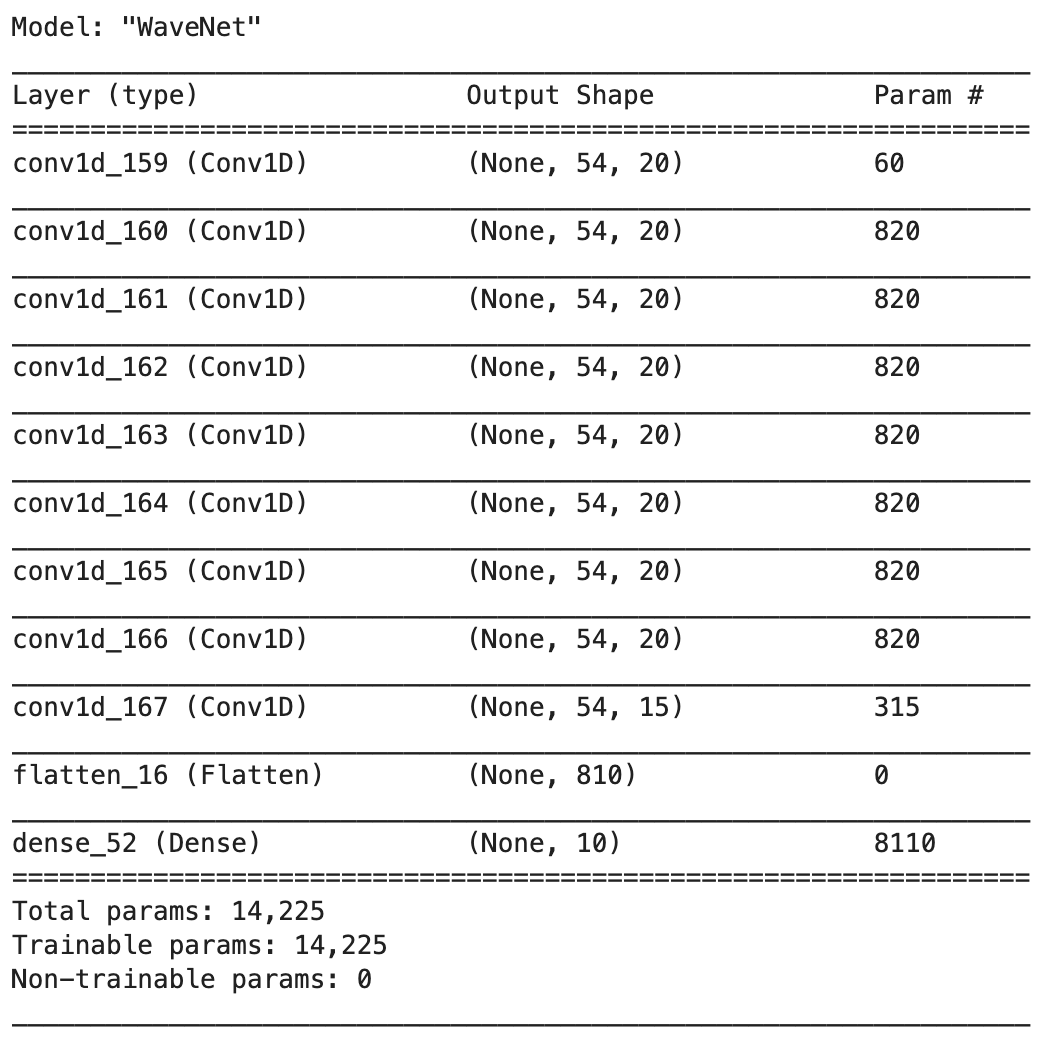 Model: "WaveNet"
Layer (type) Output Shape Param #
conv1d_159 (Conv1D) (None, 54, 20) 60
conv1d_160 (Conv1D) (None, 54, 20) 820
conv1d_161 (Conv1D) (None, 54, 20) 820
conv1d_162 (Conv1D) (None, 54, 20) 820
conv1d_163 (Conv1D) (None, 54, 20) 820
conv1d_164 (Conv1D) (None, 54, 20) 820
conv1d_165 (Conv1D) (None, 54, 20) 820
conv1d_166 (Conv1D) (None, 54, 20) 820
conv1d_167 (Conv1D) (None, 54, 15) 315
flatten_16 (Flatten) (None, 810) 0
dense_52 (Dense) (None, 10) 8110
Total params: 14,225
Trainable params: 14,225
Non-trainable params: 0